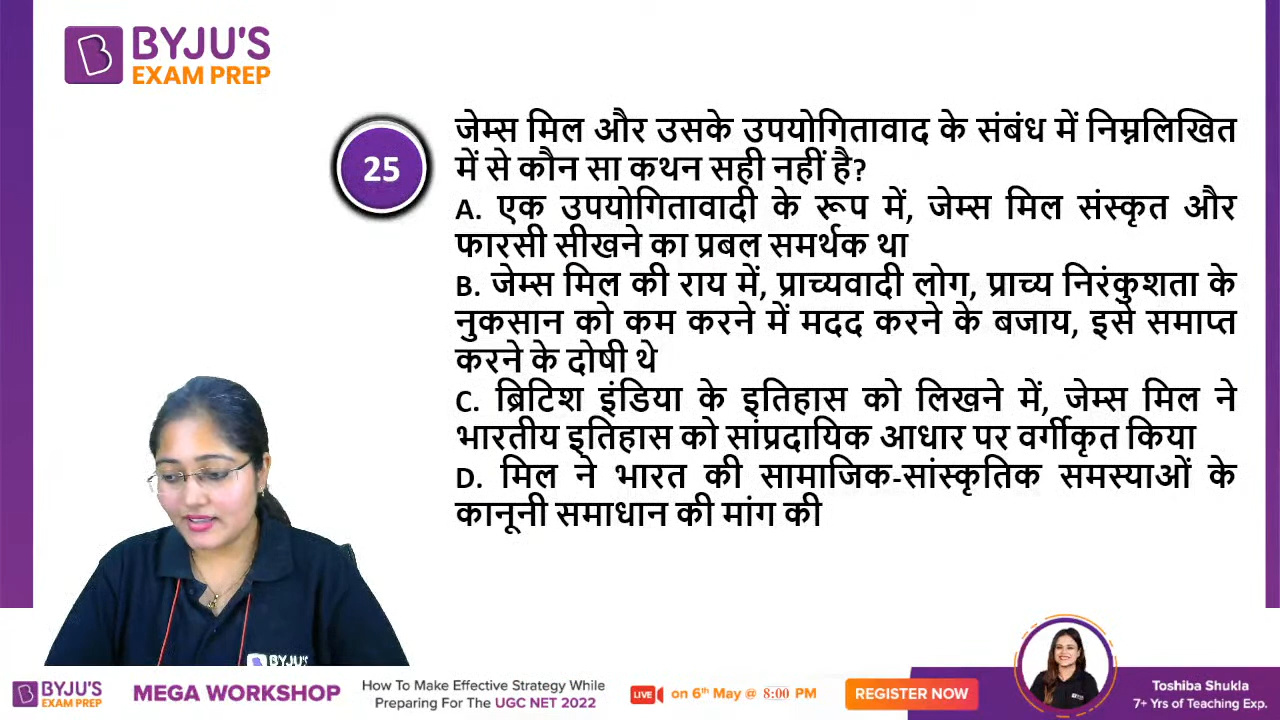 BYJU'S
EXAM PREP
25
जेम्स मिल और उसके उपयोगितावाद के संबंध में निम्नलिखित
में से कौन सा कथन सही नहीं है?
A. एक उपयोगितावादी के रूप में, जेम्स मिल संस्कृत और
फारसी सीखने का प्रबल समर्थक था
B. जेम्स मिल की राय में, प्राच्यवादी लोग, प्राच्य निरंकुशता के
नुकसान को कम करने में मदद करने के बजाय, इसे समाप्त
करने के दोषी थे
C. ब्रिटिश इंडिया के इतिहास को लिखने में, जेम्स मिल ने
भारतीय इतिहास को सांप्रदायिक आधार पर वर्गीकृत किया
D. मिल ने भारत की सामाजिक-सांस्कृतिक समस्याओं के
कानूनी समाधान की मांग की
BYJU'S
BYJU'S
EXAM PREP
MEGA WORKSHOP
How To Make Effective Strategy While
Preparing For The UGC NET 2022
LIVE on 6th May @ 8:00 PM
REGISTER NOW
Toshiba Shukla
7+ Yrs of Teaching Exp.